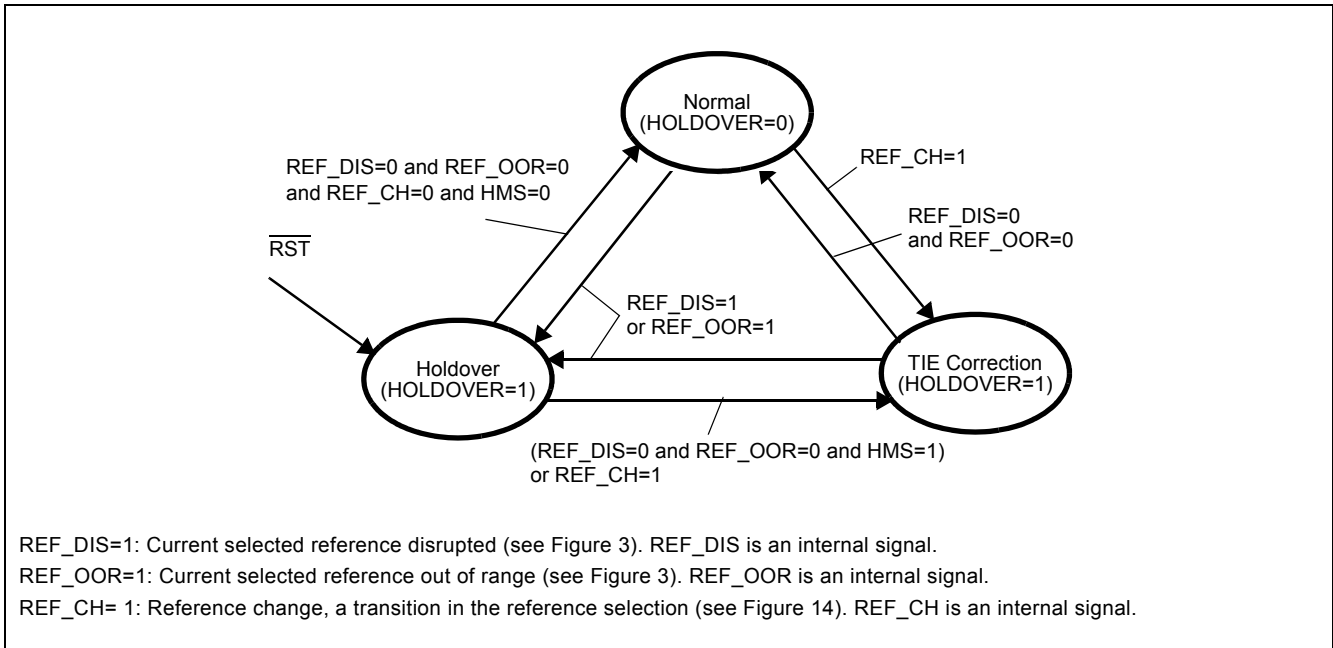 Normal
(HOLDOVER=0)
REF_CH=1
REF_DIS=0 and REF_OOR=0
and REF_CH=0 and HMS=0
REF_DIS=0
and REF_OOR=0
RST
REF_DIS=1
or REF_OOR=1
Holdover
(HOLDOVER=1)
TIE Correction
(HOLDOVER=1)
(REF_DIS=0 and REF_OOR=0 and HMS=1)
or REF_CH=1
REF_DIS=1: Current selected reference disrupted (see Figure 3). REF_DIS is an internal signal.
REF_OOR=1: Current selected reference out of range (see Figure 3). REF_OOR is an internal signal.
REF_CH= 1: Reference change, a transition in the reference selection (see Figure 14). REF_CH is an internal signal.